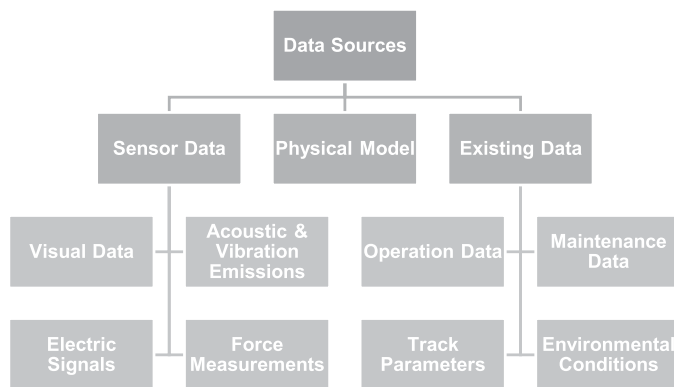 Data Sources
Sensor Data
Physical Model
Existing Data
Visual Data
Acoustic &
Vibration
Emissions
Operation Data
Maintenance
Data
Electric
Signals
Force
Measurements
Track
Parameters
Environmental
Conditions